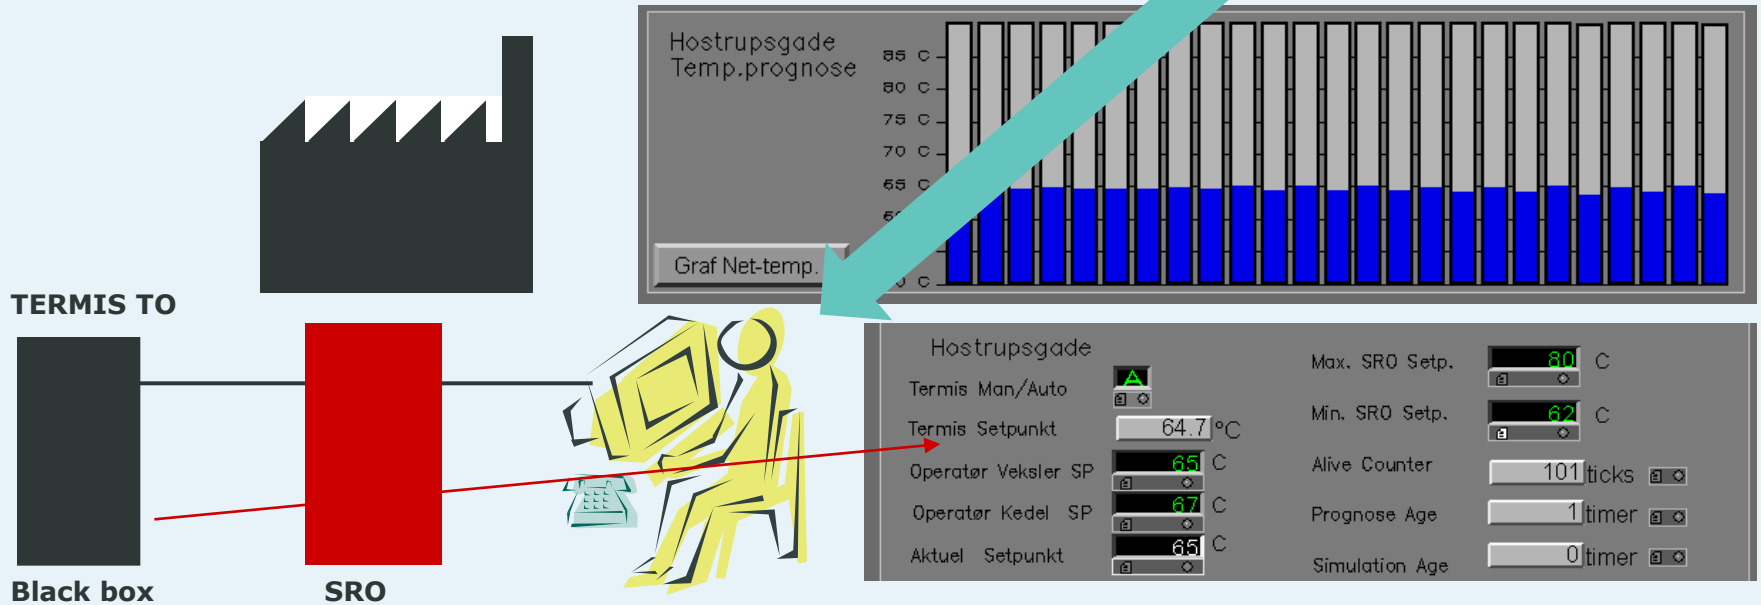 Hostrupsgade
Temp.prognose
85 C
80 C
75 C
70 C
65 C
Graf Net-temp.
TERMIS TO
Black box
SRO
Hostrupsgade
Termis Man/Auto A
Termis Setpunkt 64.7 °C
Operatør Veksler SP 65 C
Operatør Kedel SP 67 C
Aktuel Setpunkt 65 C
Max. SRO Setp. 80 C
Min. SRO Setp. 62 C
Alive Counter 101 ticks
Prognose Age 1 timer
Simulation Age 0 timer